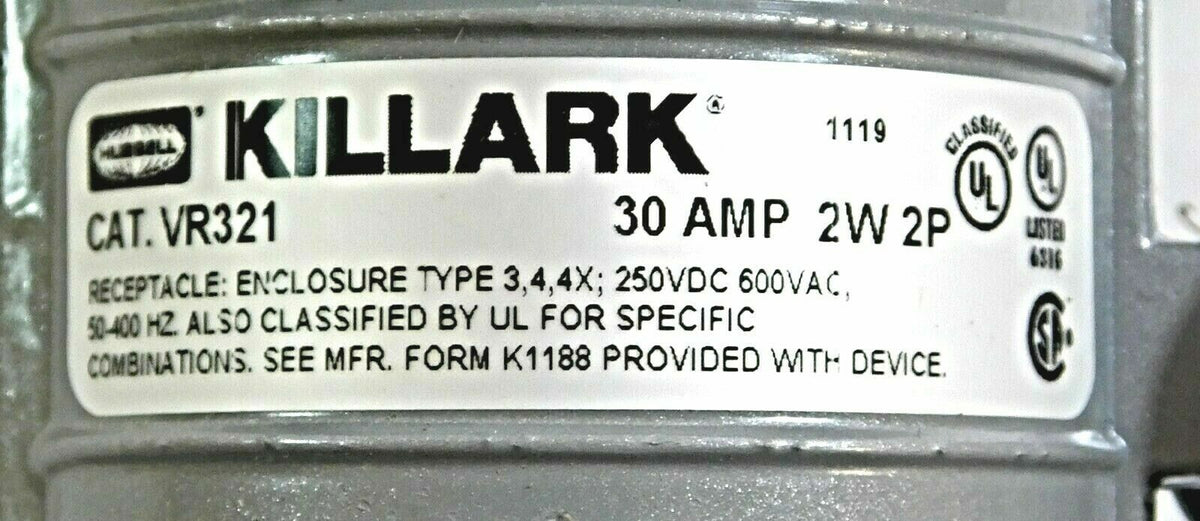 HUBBELL
KILLARK®
1119
CLASSIFIED
UL
UL
LISTED
6316
CAT. VR321 30 AMP 2W 2P
RECEPTACLE: ENCLOSURE TYPE 3,4,4X; 250VDC 600VAC,
50-400 HZ. ALSO CLASSIFIED BY UL FOR SPECIFIC
COMBINATIONS. SEE MFR. FORM K1188 PROVIDED WITH DEVICE.
SA